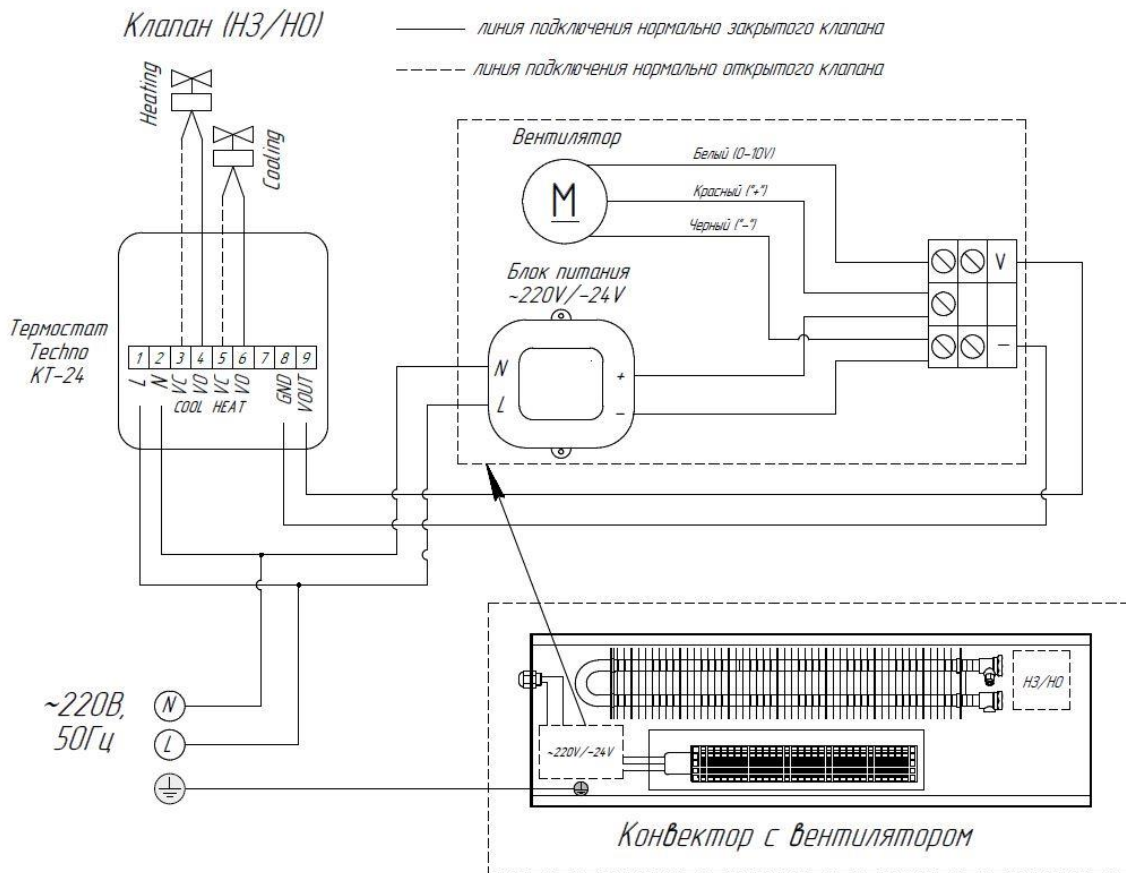 Клапан (НЗ/НО)
линия подключения нормально закрытого клапана
линия подключения нормально открытого клапана
Heating
Cooling
Вентилятор
M
Белый (0-10V)
Красный ("+")
Черный ("-")
V
−
Блок питания
~220V/-24V
N
L
+
−
Термостат
Techno
КТ-24
1 2 3 4 5 6 7 8 9
L N VC VO VC VO GND VOUT
COOL HEAT
~220В,
50Гц
N
L
НЗ/НО
~220V/-24V
Конвектор с вентилятором